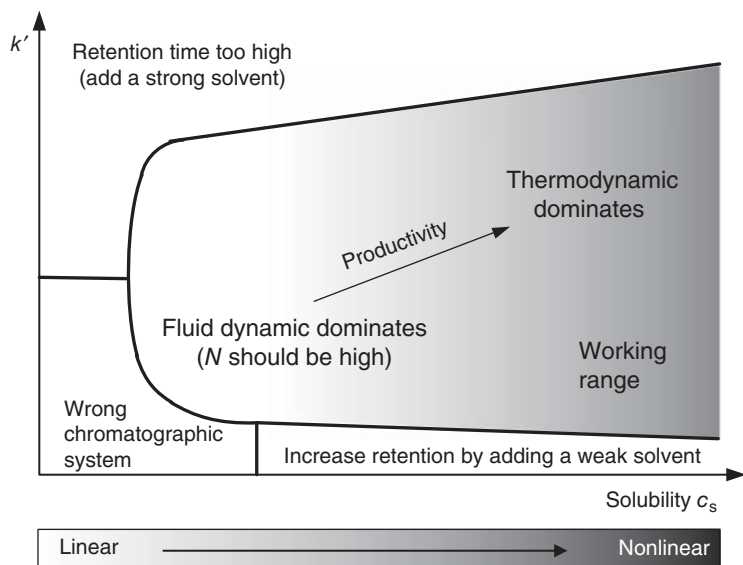 k′
Retention time too high
(add a strong solvent)
Thermodynamic
dominates
Productivity
Fluid dynamic dominates
(N should be high)
Working
range
Wrong
chromatographic
system
Increase retention by adding a weak solvent
Solubility cs
Linear
Nonlinear